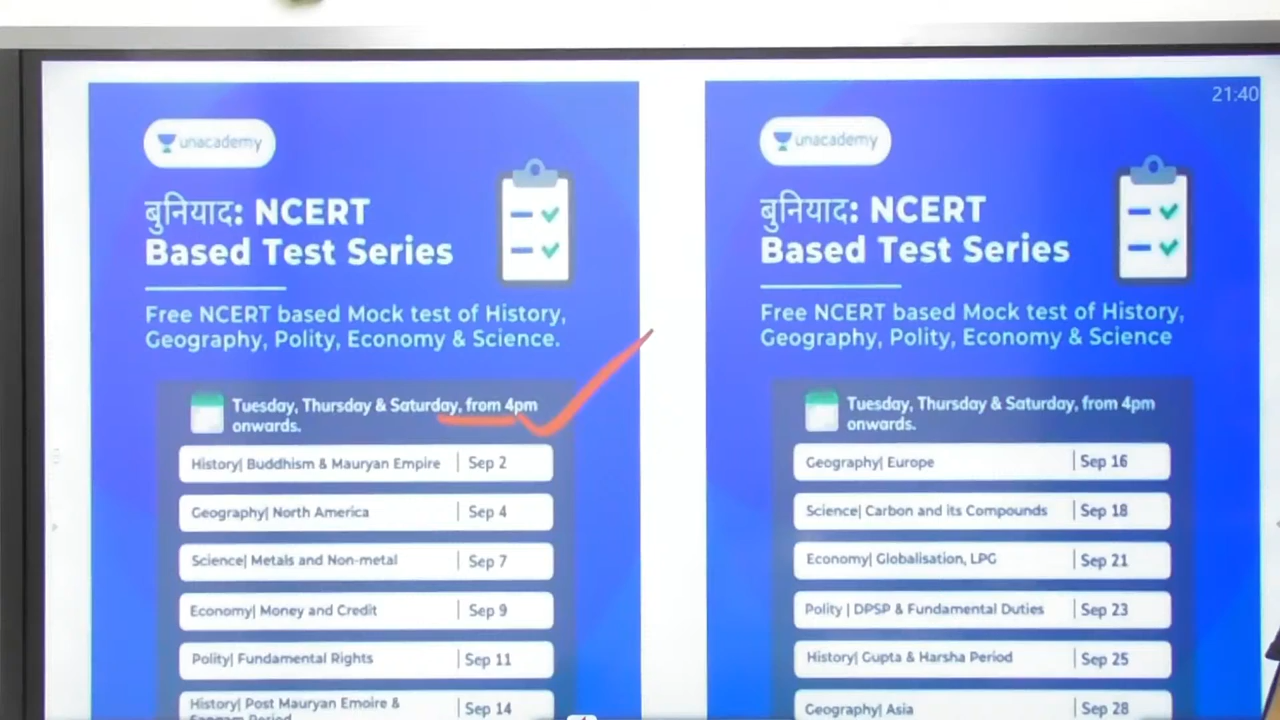 21:40
unacademy
बुनियाद: NCERT
Based Test Series
Free NCERT based Mock test of History,
Geography, Polity, Economy & Science.
Tuesday, Thursday & Saturday, from 4pm
onwards.
History| Buddhism & Mauryan Empire | Sep 2
Geography| North America | Sep 4
Science| Metals and Non-metal | Sep 7
Economy| Money and Credit | Sep 9
Polity| Fundamental Rights | Sep 11
History| Post Mauryan Emoire & | Sep 14
Sangam Period
unacademy
बुनियाद: NCERT
Based Test Series
Free NCERT based Mock test of History,
Geography, Polity, Economy & Science
Tuesday, Thursday & Saturday, from 4pm
onwards.
Geography| Europe | Sep 16
Science| Carbon and its Compounds | Sep 18
Economy| Globalisation, LPG | Sep 21
Polity | DPSP & Fundamental Duties | Sep 23
History| Gupta & Harsha Period | Sep 25
Geography| Asia | Sep 28